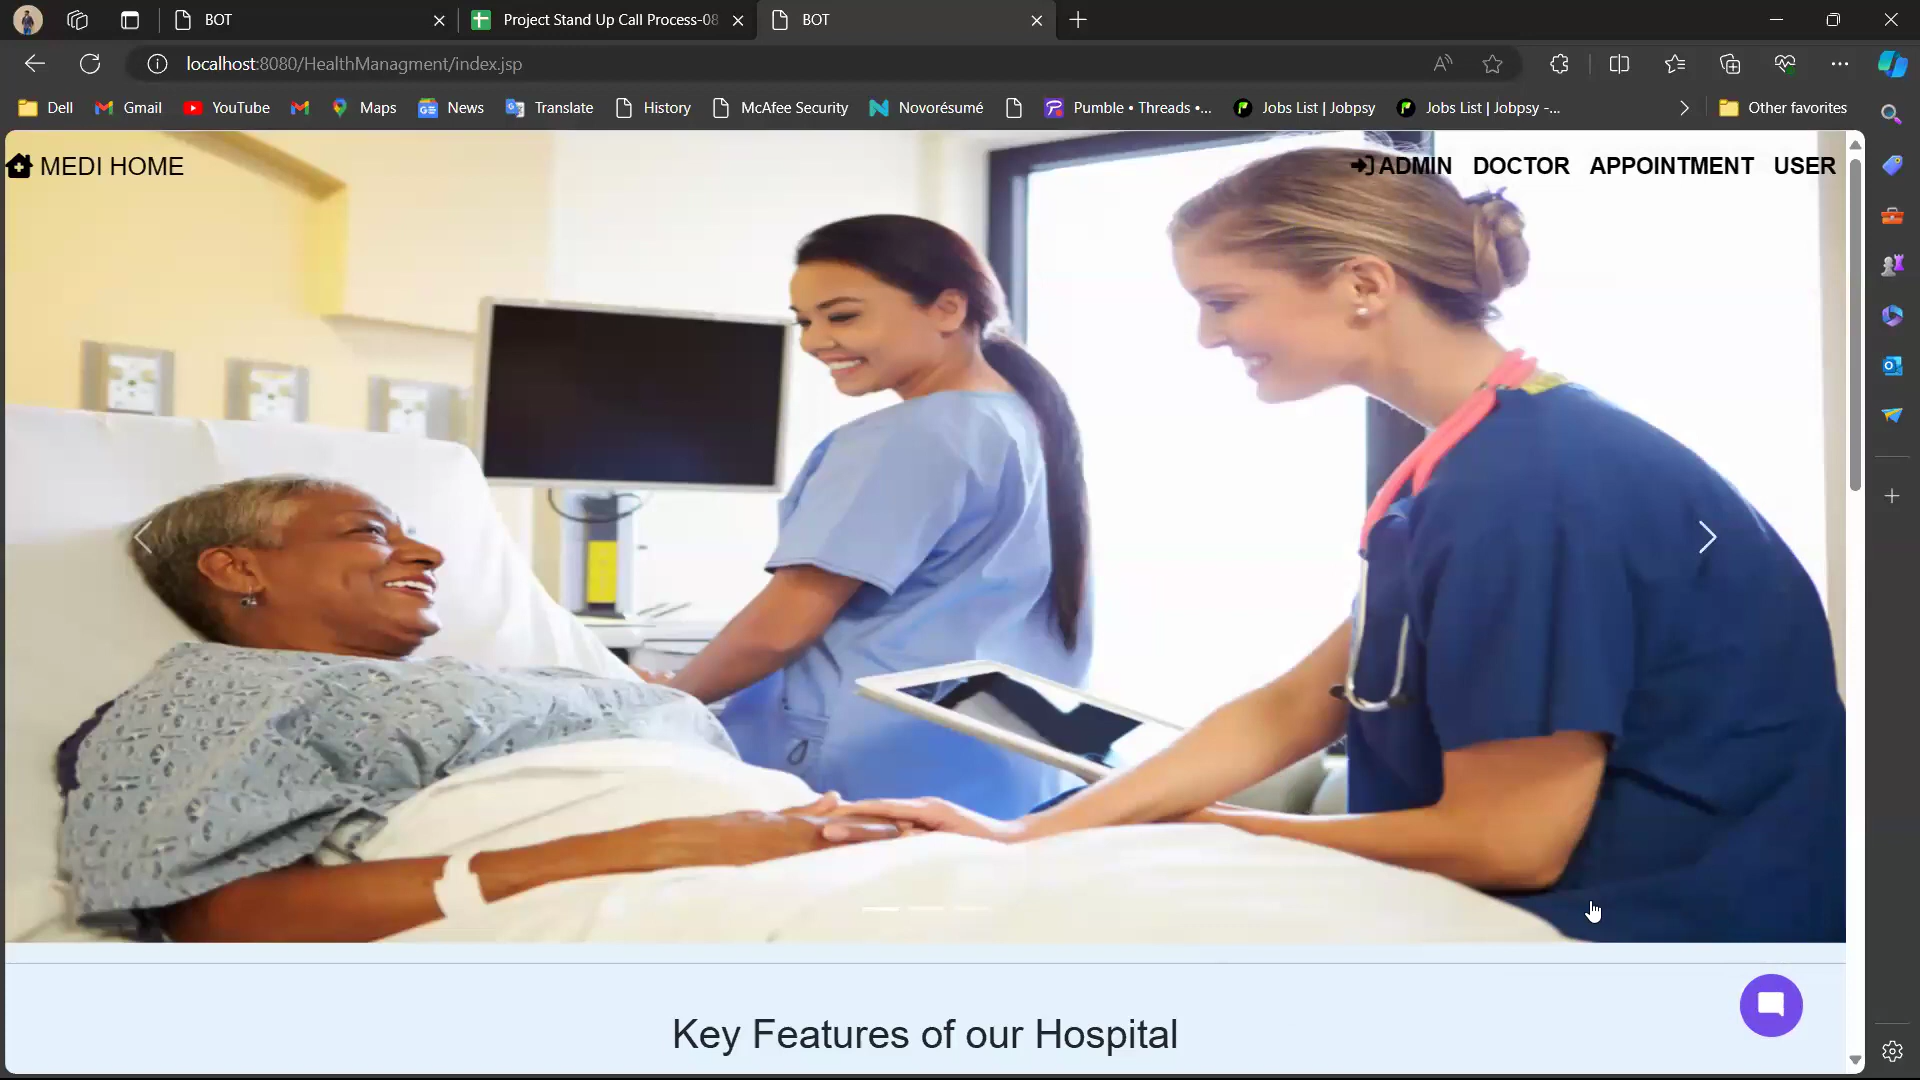 BOT
Project Stand Up Call Process-08
BOT
localhost:8080/HealthManagment/index.jsp
Dell
Gmail
YouTube
Maps
News
Translate
History
McAfee Security
Novorésumé
Pumble • Threads •...
Jobs List | Jobpsy
Jobs List | Jobpsy -...
Other favorites
MEDI HOME
ADMIN DOCTOR APPOINTMENT USER
Key Features of our Hospital